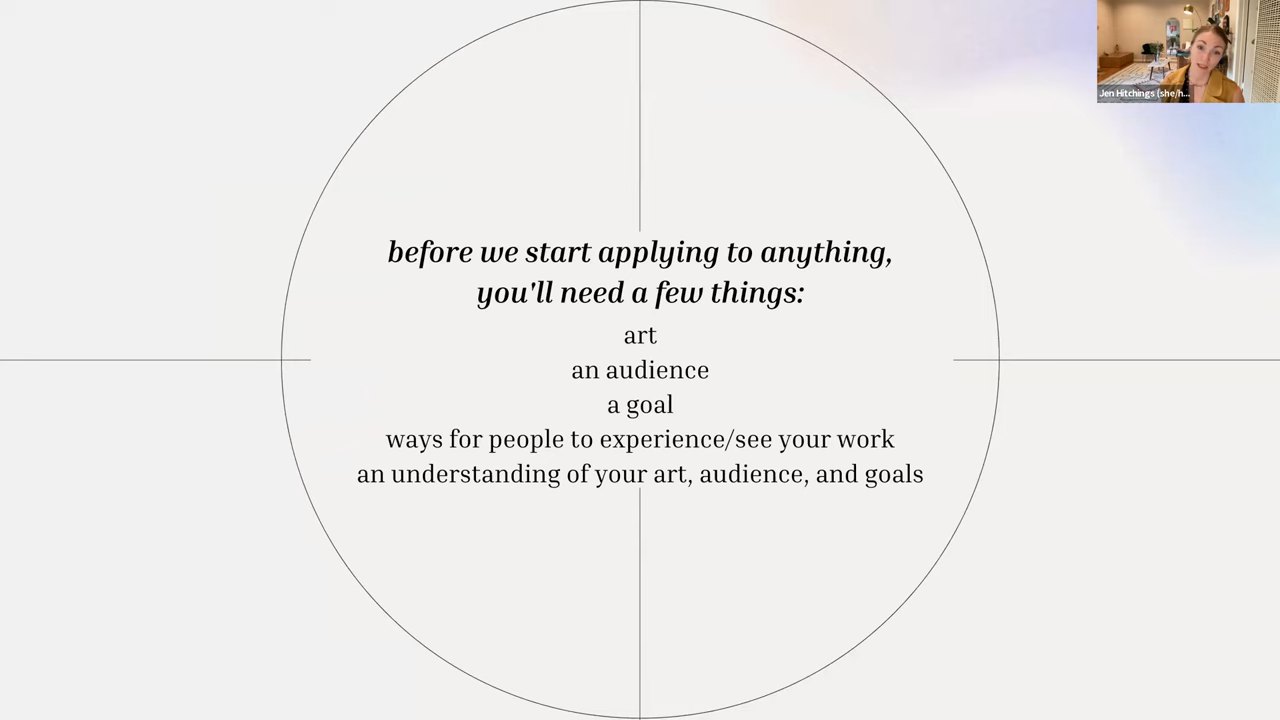 Jen Hitchings (she/h...
before we start applying to anything,
you'll need a few things:
art
an audience
a goal
ways for people to experience/see your work
an understanding of your art, audience, and goals